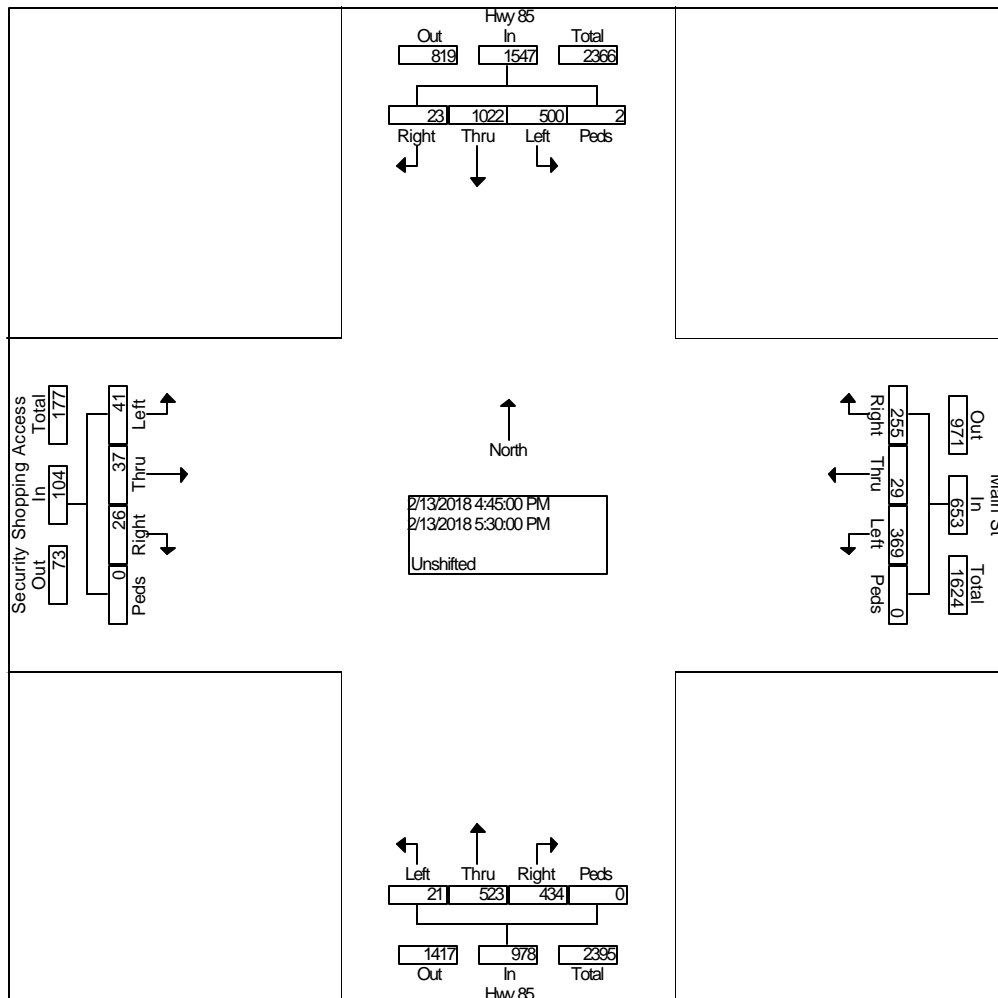 Hwy 85
Out In Total
819 1547 2366
23 1022 500 2
Right Thru Left Peds
Security Shopping Access
Total In Out
177 104 73
41 37 26 0
Left Thru Right Peds
North
2/13/2018 4:45:00 PM
2/13/2018 5:30:00 PM
Unshifted
Right Thru Left Peds
255 29 369 0
971 653 1624
Out In Total
Main St
Left Thru Right Peds
21 523 434 0
1417 978 2395
Out In Total
Hwy 85